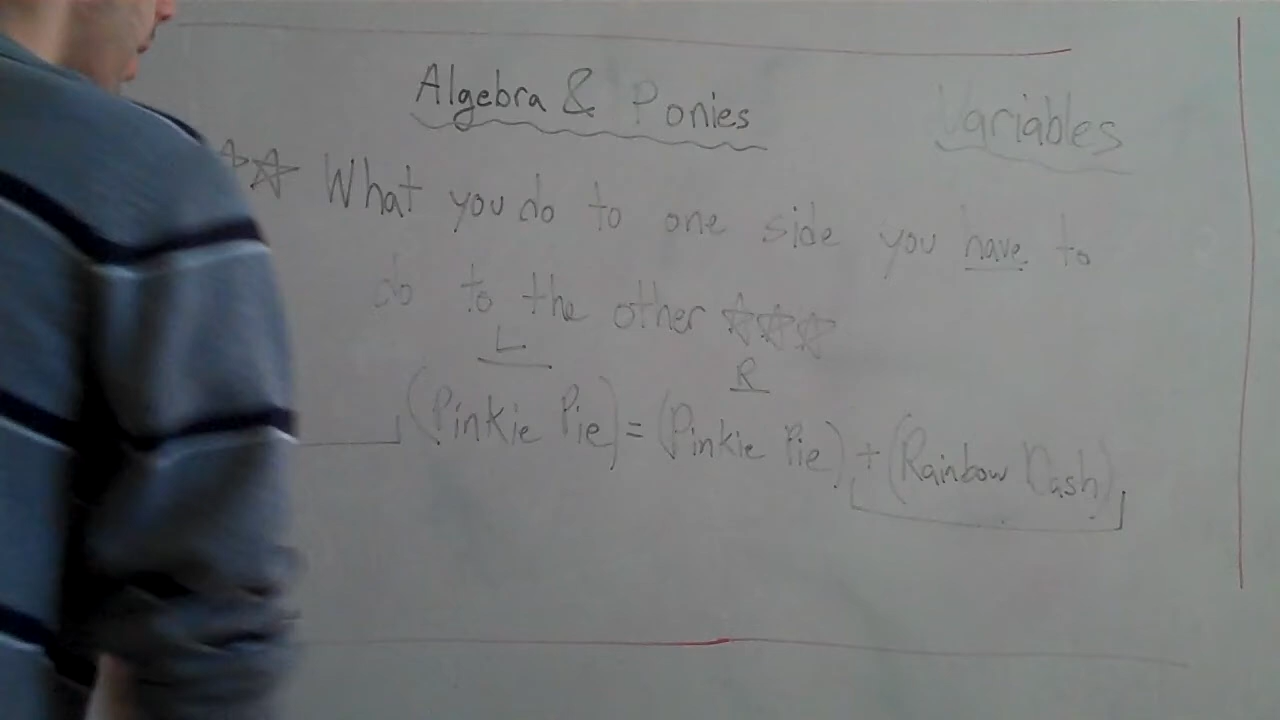 Algebra & Ponies
Variables
☆☆ What you do to one side you have to
do to the other ☆☆☆
L
R
(Pinkie Pie) = (Pinkie Pie) + (Rainbow Dash)